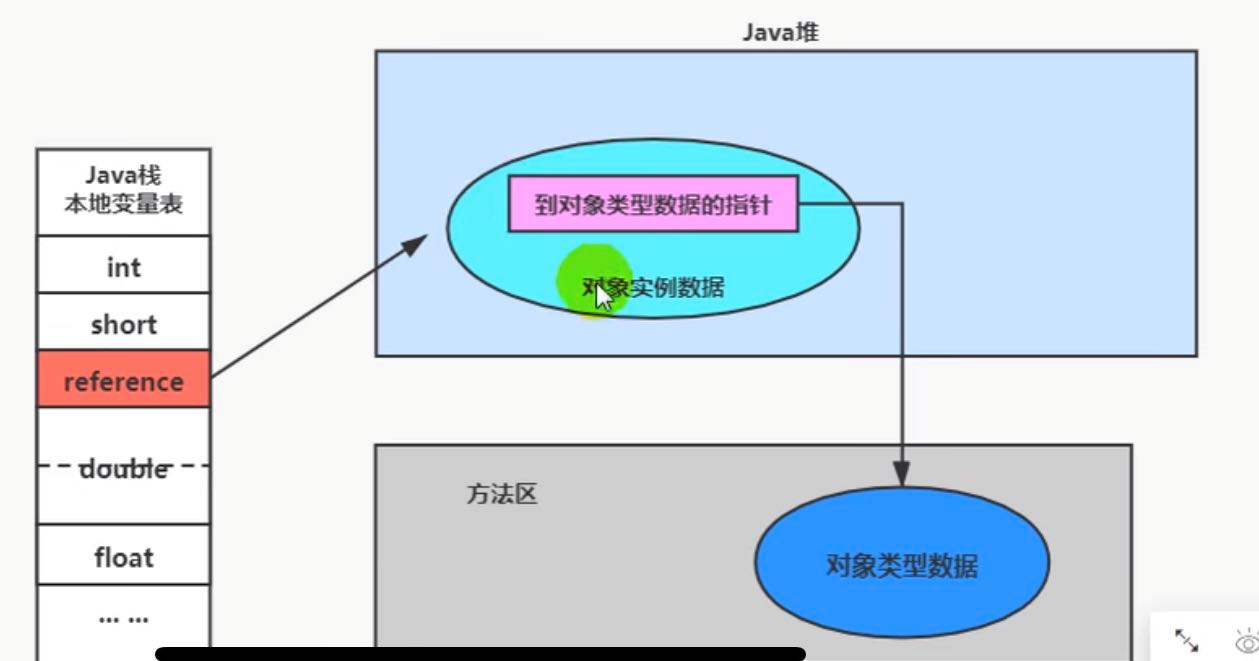 Java堆
Java栈
本地变量表
int
short
reference
double
float
... ...
到对象类型数据的指针
对象实例数据
方法区
对象类型数据